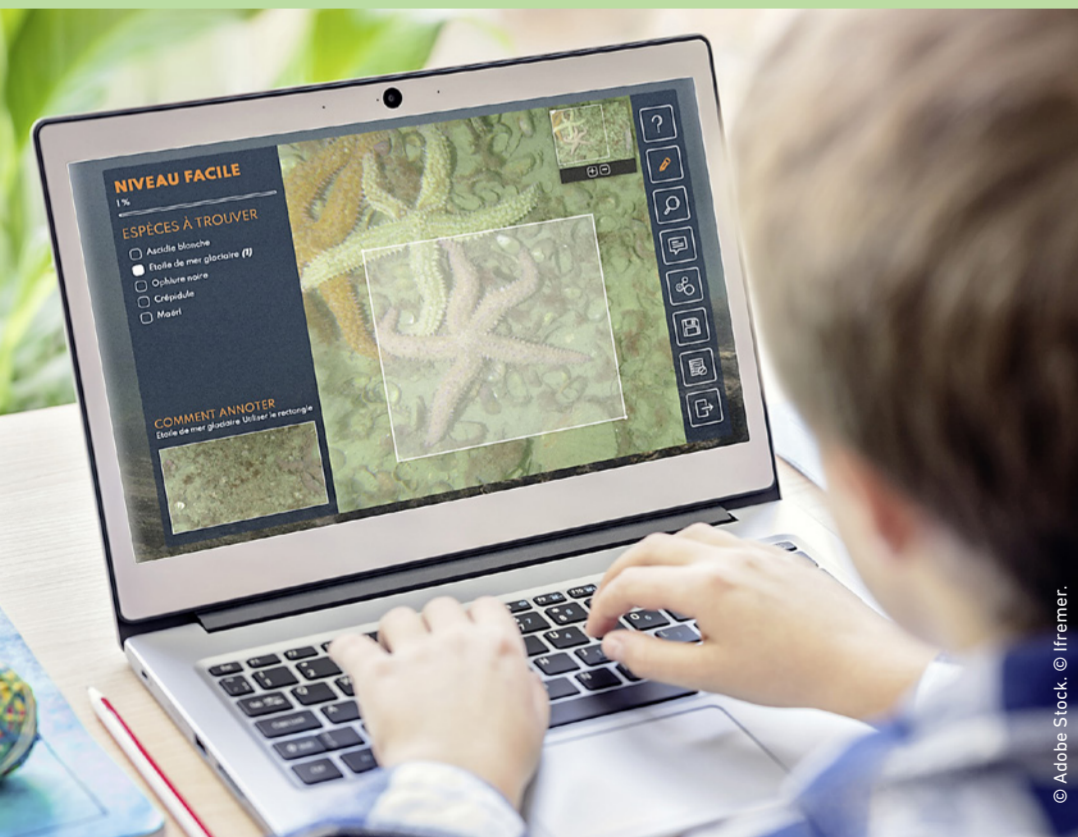 NIVEAU FACILE
1 %
ESPÈCES À TROUVER
Ascidie blanche
Etoile de mer glaciaire (1)
Ophiure noire
Crépidule
Maërl
COMMENT ANNOTER
Etoile de mer glaciaire Utiliser le rectangle
?
© Adobe Stock. © Ifremer.